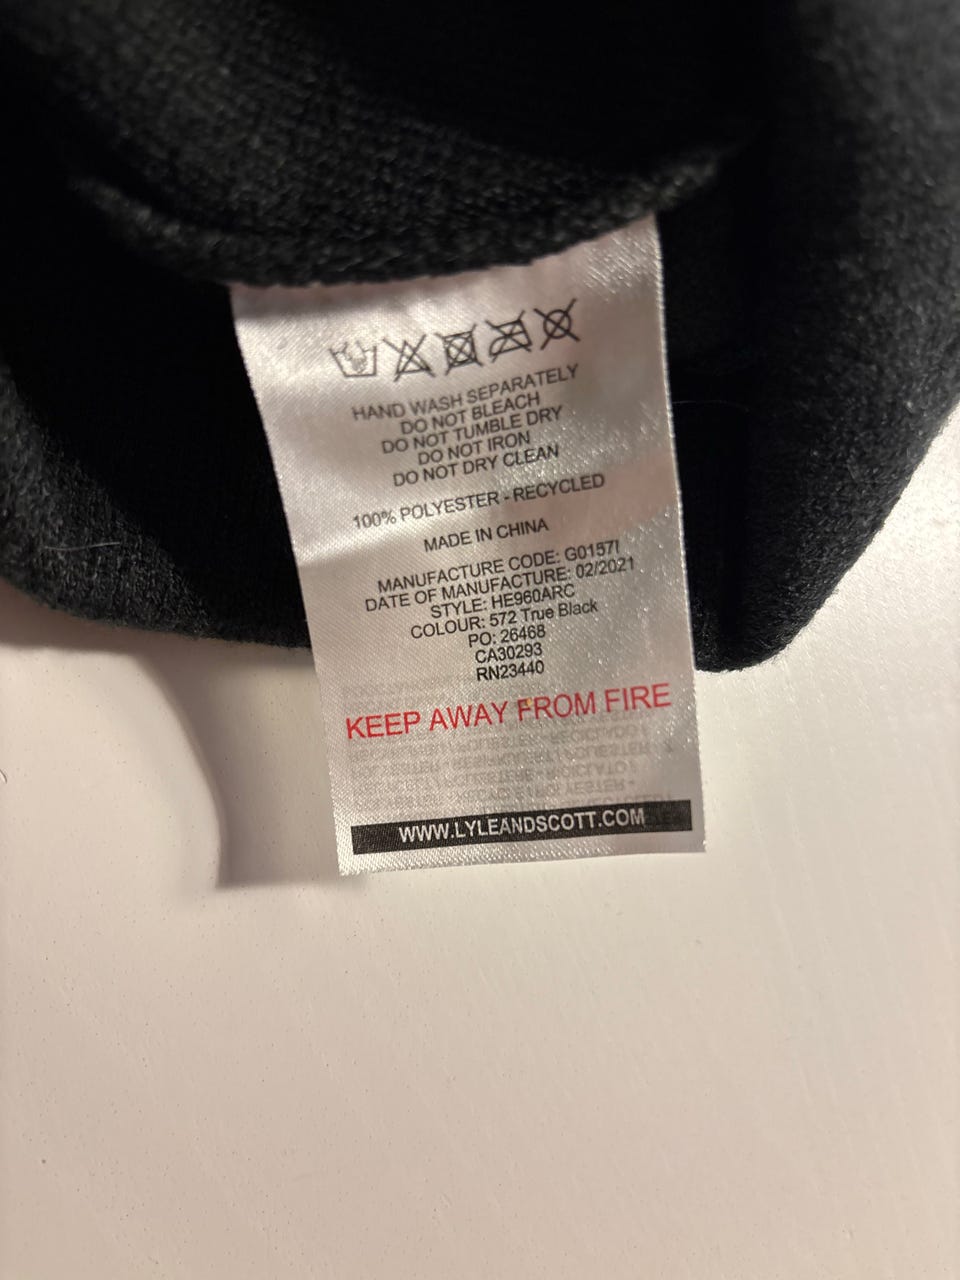 HAND WASH SEPARATELY
DO NOT BLEACH
DO NOT TUMBLE DRY
DO NOT IRON
DO NOT DRY CLEAN
100% POLYESTER - RECYCLED
MADE IN CHINA
MANUFACTURE CODE: G0157I
DATE OF MANUFACTURE: 02/2021
STYLE: HE960ARC
COLOUR: 572 True Black
PO: 26468
CA30293
RN23440
KEEP AWAY FROM FIRE
WWW.LYLEANDSCOTT.COM